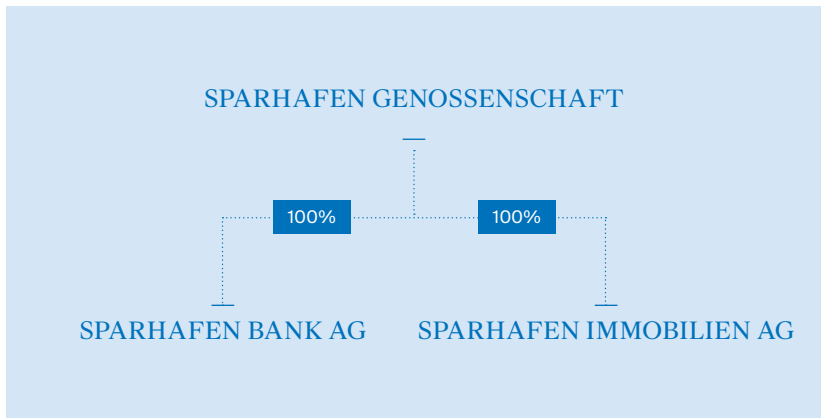 SPARHAFEN GENOSSENSCHAFT
100% 100%
SPARHAFEN BANK AG SPARHAFEN IMMOBILIEN AG